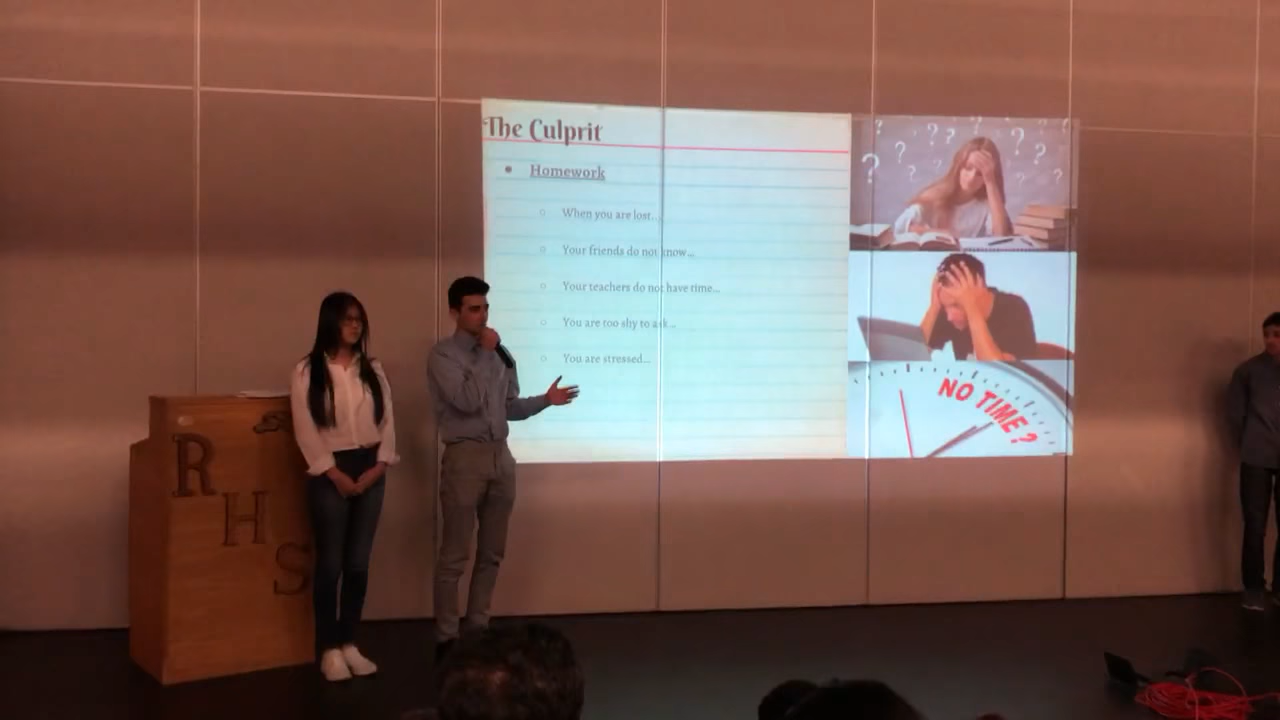 The Culprit
Homework
When you are lost...
Your friends do not know...
Your teachers do not have time...
You are too shy to ask...
You are stressed...
NO TIME?
R
H
S